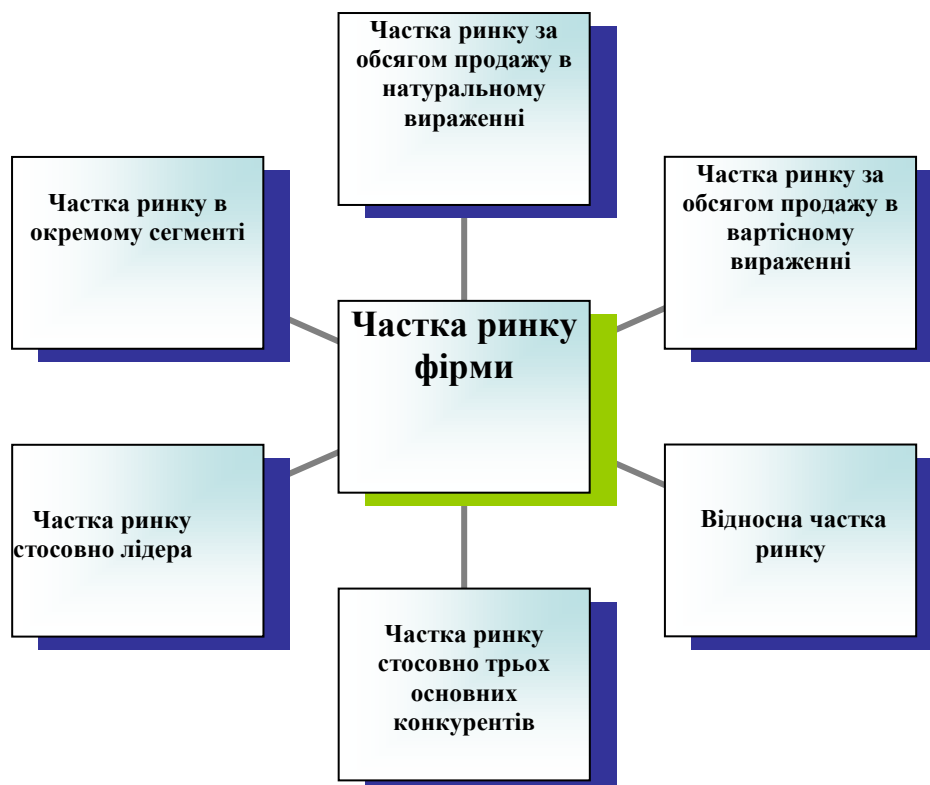 Частка ринку за
обсягом продажу в
натуральному
вираженні
Частка ринку в
окремому сегменті
Частка ринку за
обсягом продажу в
вартісному
вираженні
Частка ринку
фірми
Частка ринку
стосовно лідера
Відносна частка
ринку
Частка ринку
стосовно трьох
основних
конкурентів